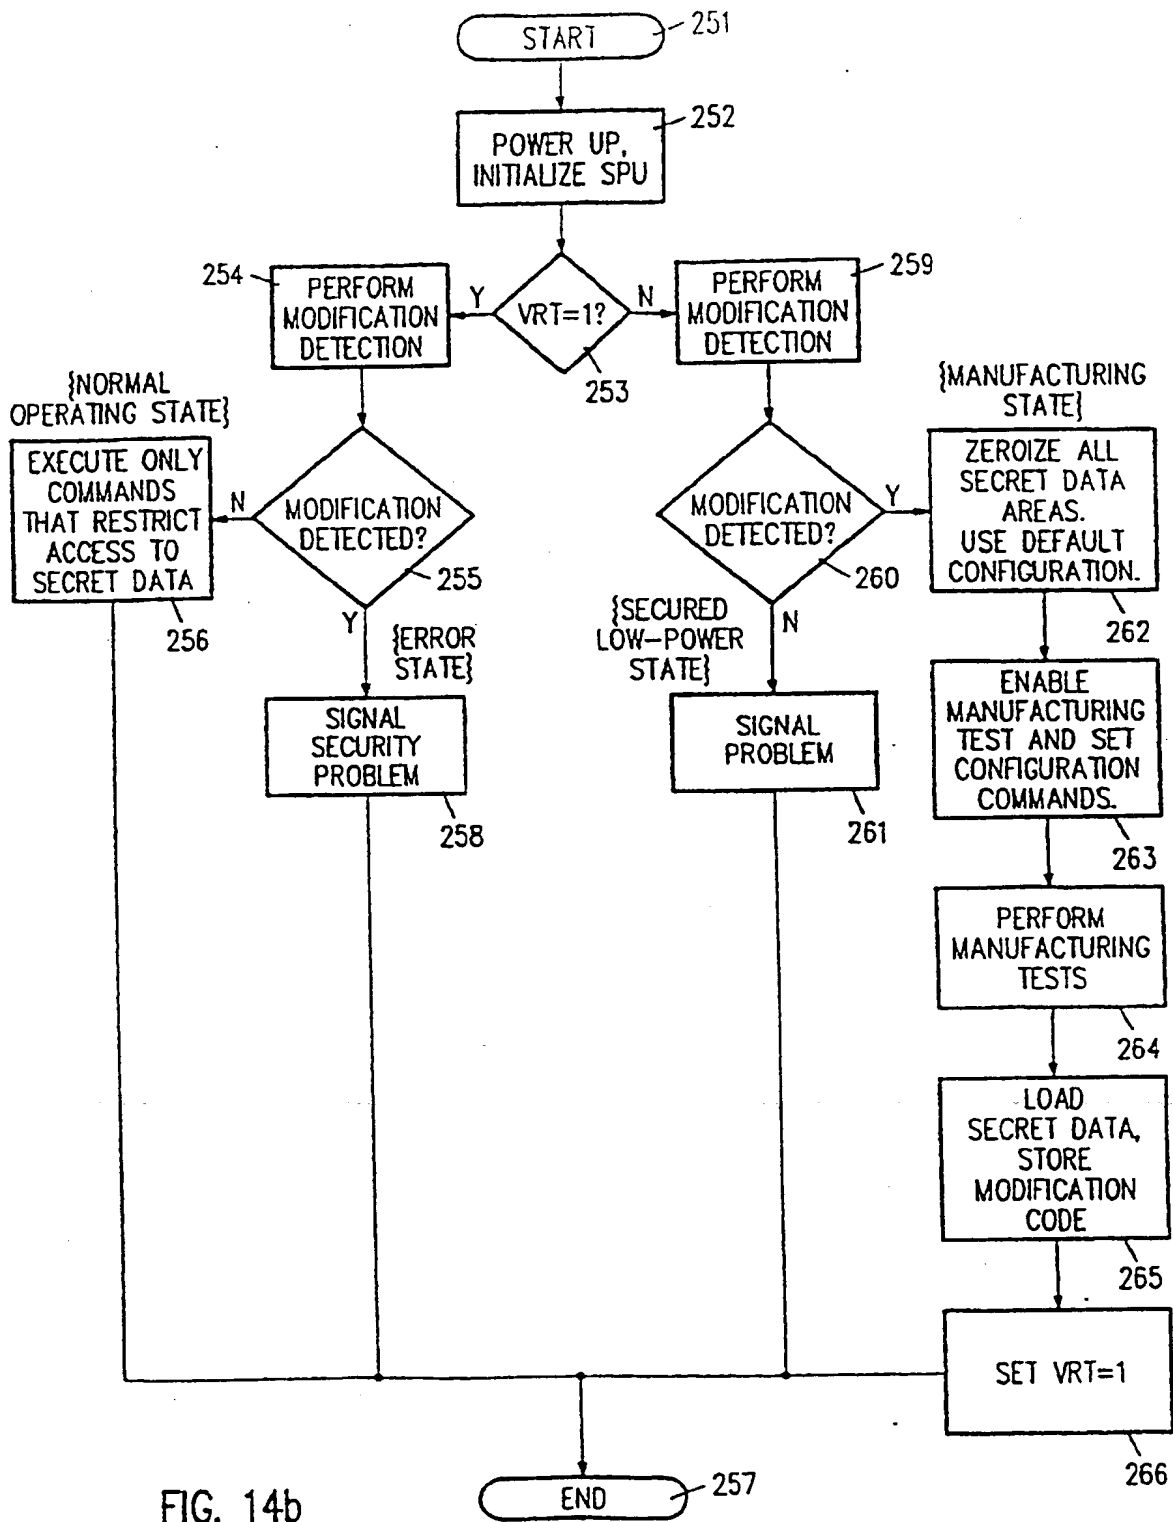 START
251
252
POWER UP,
INITIALIZE SPU
254
PERFORM
MODIFICATION
DETECTION
Y
VRT=1?
N
253
259
PERFORM
MODIFICATION
DETECTION
{NORMAL
OPERATING STATE}
EXECUTE ONLY
COMMANDS
THAT RESTRICT
ACCESS TO
SECRET DATA
256
N
MODIFICATION
DETECTED?
255
Y
{ERROR
STATE}
SIGNAL
SECURITY
PROBLEM
258
MODIFICATION
DETECTED?
260
Y
N
{SECURED
LOW-POWER
STATE}
SIGNAL
PROBLEM
261
{MANUFACTURING
STATE}
ZEROIZE ALL
SECRET DATA
AREAS.
USE DEFAULT
CONFIGURATION.
262
ENABLE
MANUFACTURING
TEST AND SET
CONFIGURATION
COMMANDS.
263
PERFORM
MANUFACTURING
TESTS
264
LOAD
SECRET DATA,
STORE
MODIFICATION
CODE
265
SET VRT=1
266
END
257
FIG. 14b